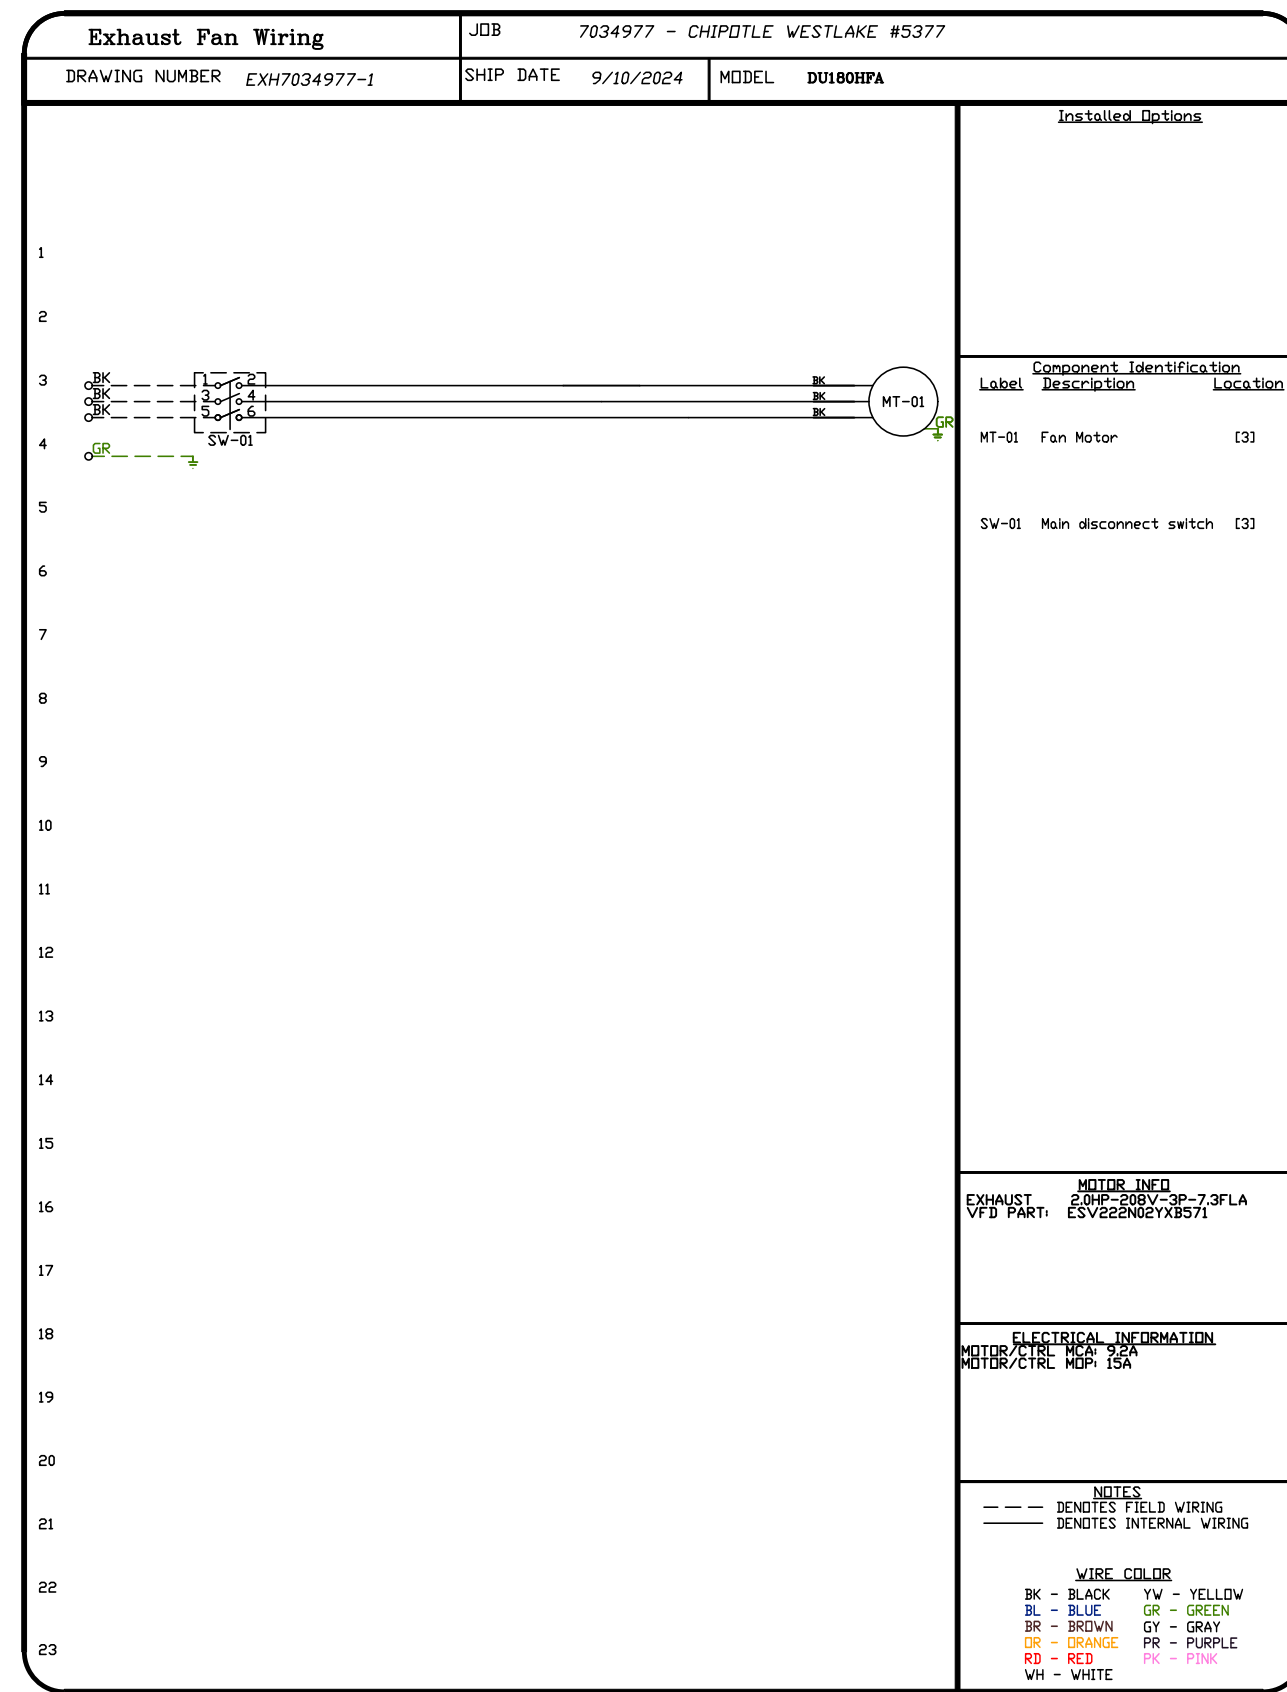 Exhaust Fan Wiring
JOB 7034977 - CHIPOTLE WESTLAKE #5377
DRAWING NUMBER EXH7034977-1
SHIP DATE 9/10/2024
MODEL DU180HFA
Installed Options
1
2
3
BK
BK
BK
1 2
3 4
5 6
SW-01
BK
BK
BK
MT-01
GR
4
GR
5
6
7
8
9
10
11
12
13
14
15
16
17
18
19
20
21
22
23
Component Identification
Label Description Location
MT-01 Fan Motor [3]
SW-01 Main disconnect switch [3]
MOTOR INFO
EXHAUST 2.0HP-208V-3P-7.3FLA
VFD PART: ESV222N02YXB571
ELECTRICAL INFORMATION
MOTOR/CTRL MCA: 9.2A
MOTOR/CTRL MOP: 15A
NOTES
DENOTES FIELD WIRING
DENOTES INTERNAL WIRING
WIRE COLOR
BK - BLACK YW - YELLOW
BL - BLUE GR - GREEN
BR - BROWN GY - GRAY
OR - ORANGE PR - PURPLE
RD - RED PK - PINK
WH - WHITE